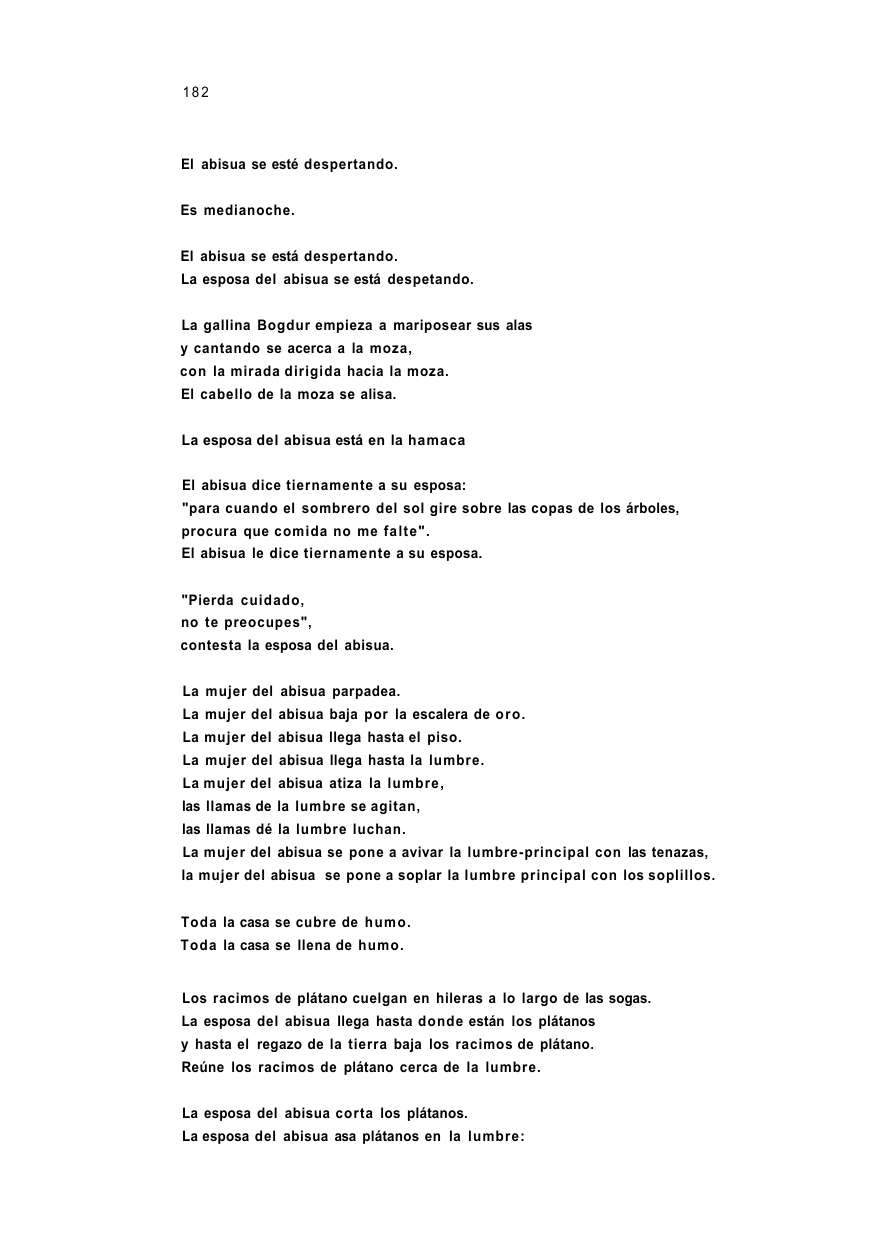 182
El abisua se esté despertando.
Es medianoche.
El abisua se está despertando.
La esposa del abisua se está despetando.
La gallina Bogdur empieza a mariposear sus alas
y cantando se acerca a la moza,
con la mirada dirigida hacia la moza.
El cabello de la moza se alisa.
La esposa del abisua está en la hamaca
El abisua dice tiernamente a su esposa:
"para cuando el sombrero del sol gire sobre las copas de los árboles,
procura que comida no me falte".
El abisua le dice tiernamente a su esposa.
"Pierda cuidado,
no te preocupes",
contesta la esposa del abisua.
La mujer del abisua parpadea.
La mujer del abisua baja por la escalera de oro.
La mujer del abisua llega hasta el piso.
La mujer del abisua llega hasta la lumbre.
La mujer del abisua atiza la lumbre,
las llamas de la lumbre se agitan,
las llamas dé la lumbre luchan.
La mujer del abisua se pone a avivar la lumbre-principal con las tenazas,
la mujer del abisua se pone a soplar la lumbre principal con los soplillos.
Toda la casa se cubre de humo.
Toda la casa se llena de humo.
Los racimos de plátano cuelgan en hileras a lo largo de las sogas.
La esposa del abisua llega hasta donde están los plátanos
y hasta el regazo de la tierra baja los racimos de plátano.
Reúne los racimos de plátano cerca de la lumbre.
La esposa del abisua corta los plátanos.
La esposa del abisua asa plátanos en la lumbre: